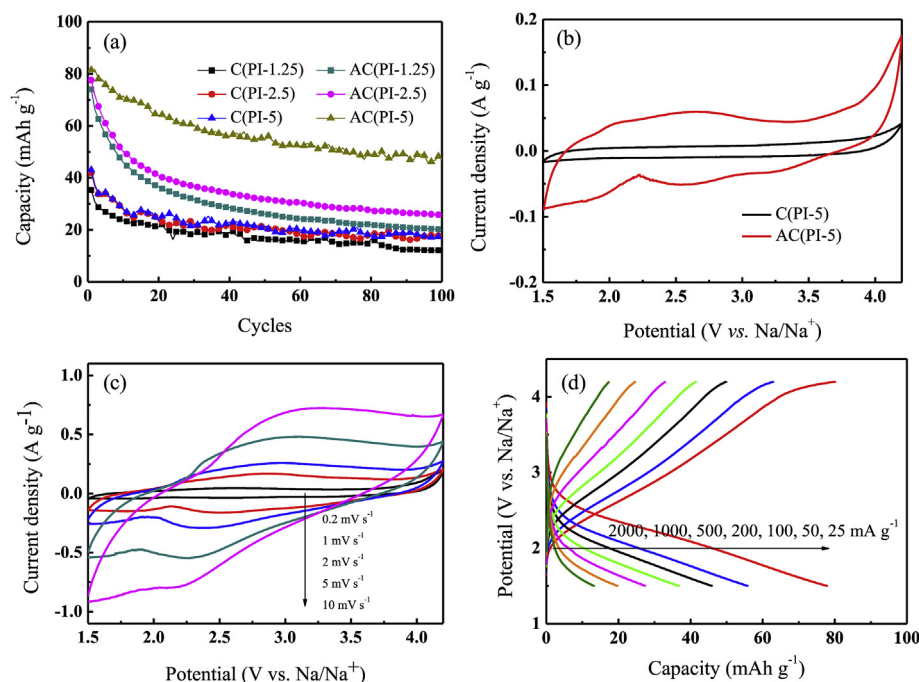 (a)
C(PI-1.25)
AC(PI-1.25)
C(PI-2.5)
AC(PI-2.5)
C(PI-5)
AC(PI-5)
100
80
60
40
20
0
Capacity (mAh g⁻¹)
0
20
40
60
80
100
Cycles
(b)
0.2
0.1
0.0
-0.1
-0.2
Current density (A g⁻¹)
C(PI-5)
AC(PI-5)
1.5
2.0
2.5
3.0
3.5
4.0
Potential (V vs. Na/Na⁺)
(c)
1.0
0.5
0.0
-0.5
-1.0
Current density (A g⁻¹)
0.2 mV s⁻¹
1 mV s⁻¹
2 mV s⁻¹
5 mV s⁻¹
10 mV s⁻¹
1.5
2.0
2.5
3.0
3.5
4.0
Potential (V vs. Na/Na⁺)
(d)
4
3
2
1
Potential (V vs. Na/Na⁺)
2000, 1000, 500, 200, 100, 50, 25 mA g⁻¹
0
20
40
60
80
100
Capacity (mAh g⁻¹)